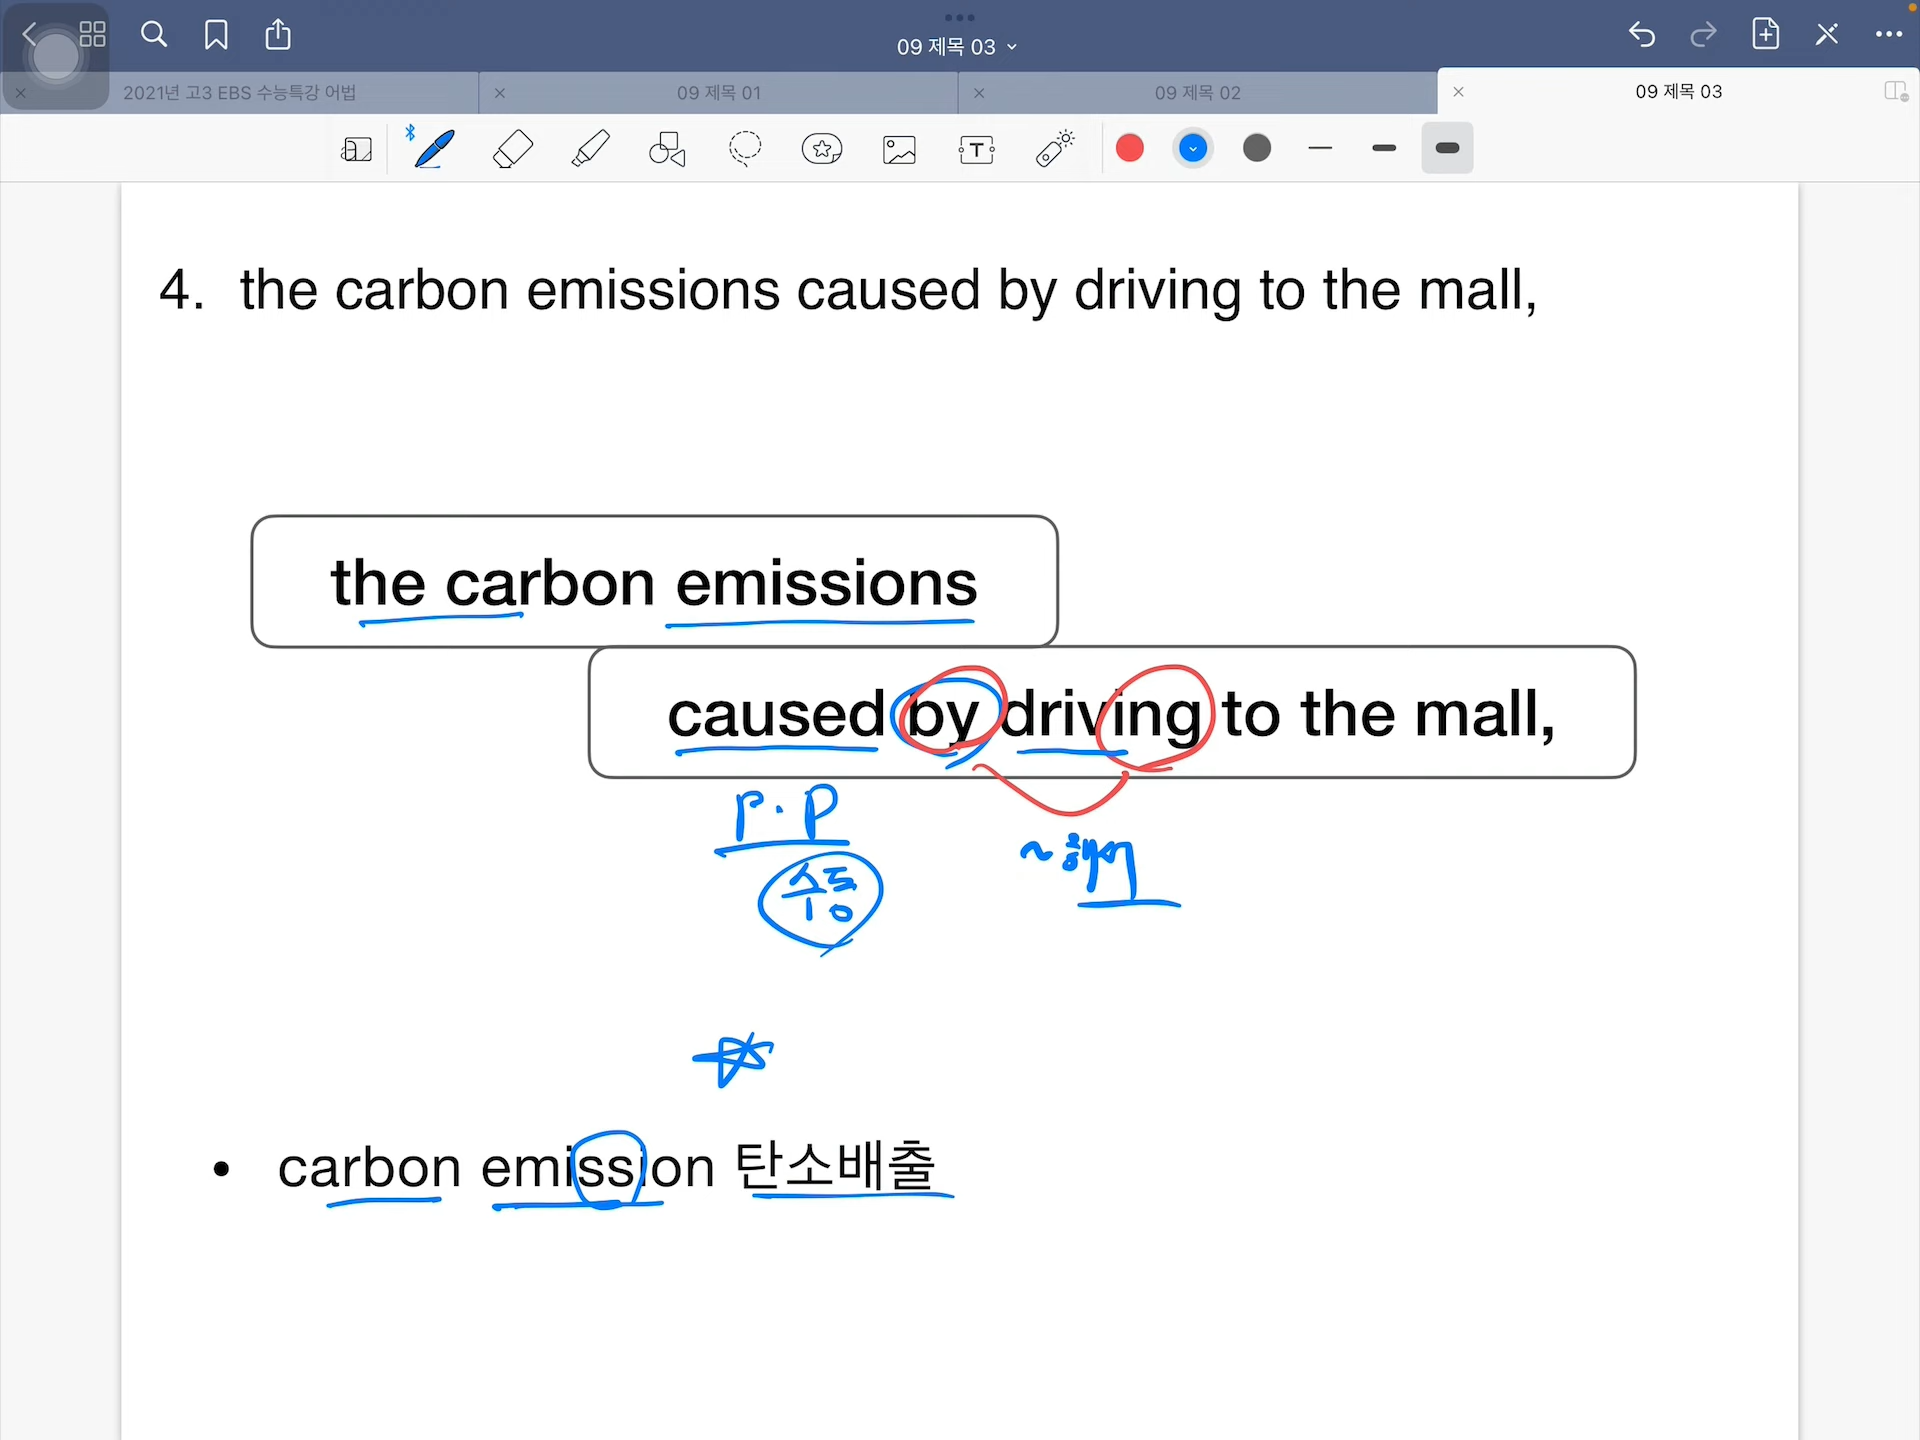 09 제목 03
2021년 고3 EBS 수능특강 어법
09 제목 01
09 제목 02
09 제목 03
4. the carbon emissions caused by driving to the mall,
the carbon emissions
caused by driving to the mall,
p.p
~해서
수동
• carbon emission 탄소배출